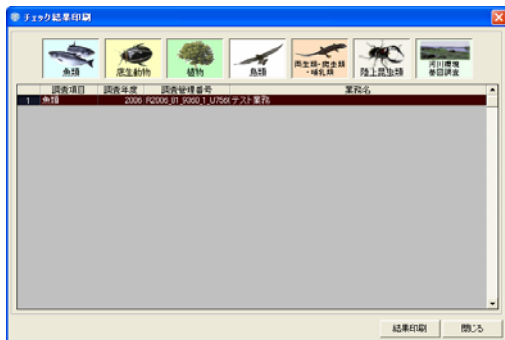 チェック結果印刷
魚類
底生動物
植物
鳥類
両生類・爬虫類
・哺乳類
陸上昆虫類
河川環境
基図調査
調査項目 調査年度 調査管理番号 業務名
1 魚類 2006 テスト業務
結果印刷 閉じる